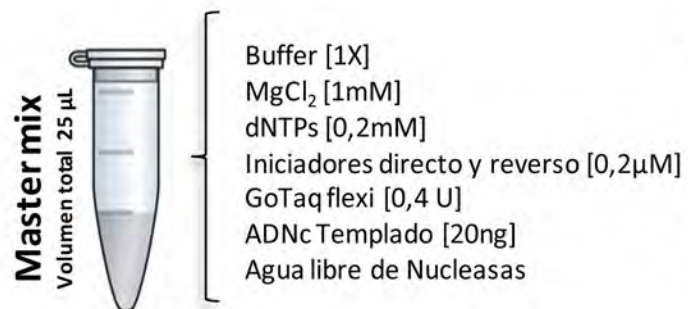 Master mix
Volumen total 25 µL
Buffer [1X]
MgCl₂ [1mM]
dNTPs [0,2mM]
Iniciadores directo y reverso [0,2µM]
GoTaq flexi [0,4 U]
ADNc Templado [20ng]
Agua libre de Nucleasas